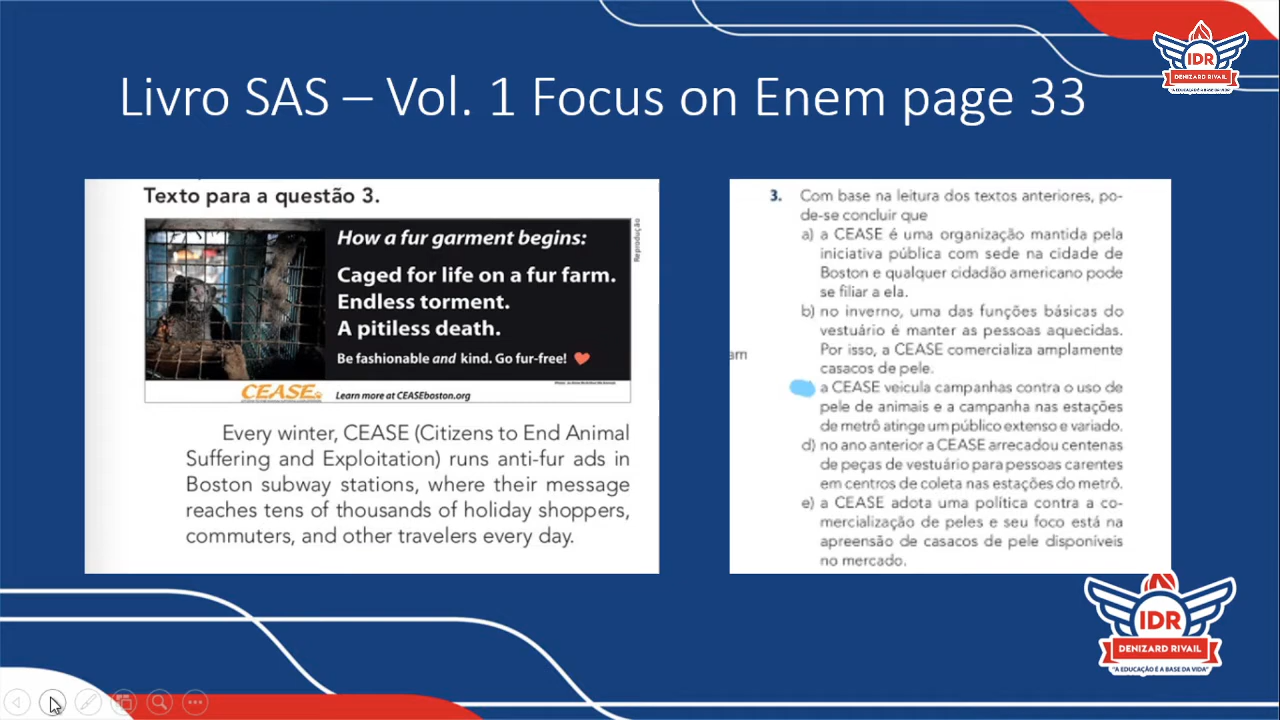 Livro SAS – Vol. 1 Focus on Enem page 33
IDR
DENIZARD RIVAIL
"A EDUCAÇÃO É A BASE DA VIDA"
Texto para a questão 3.
How a fur garment begins:
Caged for life on a fur farm.
Endless torment.
A pitiless death.
Be fashionable and kind. Go fur-free!
CEASE
Learn more at CEASEboston.org
Reprodução
Every winter, CEASE (Citizens to End Animal
Suffering and Exploitation) runs anti-fur ads in
Boston subway stations, where their message
reaches tens of thousands of holiday shoppers,
commuters, and other travelers every day.
am
3. Com base na leitura dos textos anteriores, po-
de-se concluir que
a) a CEASE é uma organização mantida pela
iniciativa pública com sede na cidade de
Boston e qualquer cidadão americano pode
se filiar a ela.
b) no inverno, uma das funções básicas do
vestuário é manter as pessoas aquecidas.
Por isso, a CEASE comercializa amplamente
casacos de pele.
a CEASE veicula campanhas contra o uso de
pele de animais e a campanha nas estações
de metrô atinge um público extenso e variado.
d) no ano anterior a CEASE arrecadou centenas
de peças de vestuário para pessoas carentes
em centros de coleta nas estações do metrô.
e) a CEASE adota uma política contra a co-
mercialização de peles e seu foco está na
apreensão de casacos de pele disponíveis
no mercado.
IDR
DENIZARD RIVAIL
"A EDUCAÇÃO É A BASE DA VIDA"